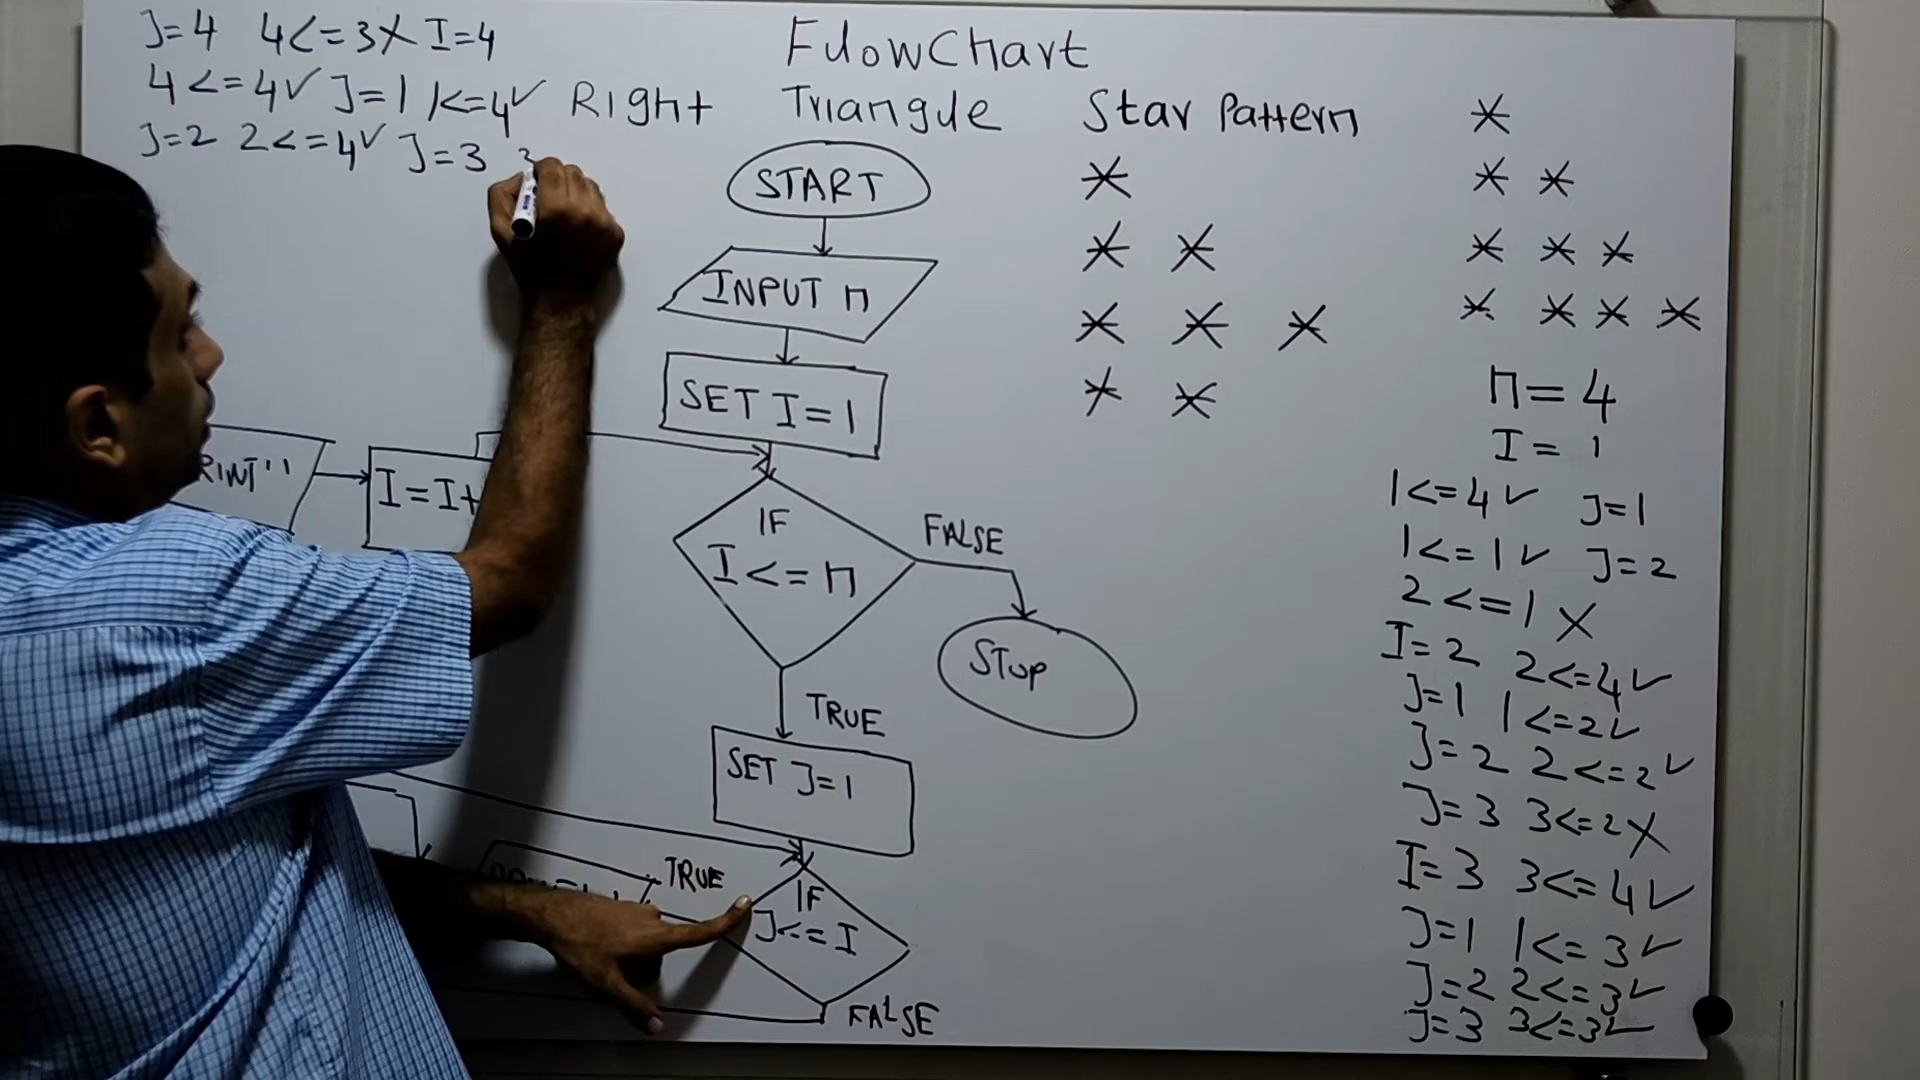 J=4 4<=3X I=4
4<=4✓ J=1 1<=4✓
J=2 2<=4✓ J=3 3
FlowChart
Right Triangle Star Pattern
START
INPUT n
SET I=1
IF
I<=n
FALSE
Stop
TRUE
SET J=1
IF
J<=I
TRUE
FALSE
I=I+
*
* *
* * *
* *
*
* *
* * *
* * * *
n=4
I=1
1<=4✓ J=1
1<=1✓ J=2
2<=1 X
I=2 2<=4✓
J=1 1<=2✓
J=2 2<=2✓
J=3 3<=2X
I=3 3<=4✓
J=1 1<=3✓
J=2 2<=3✓
J=3 3<=3✓